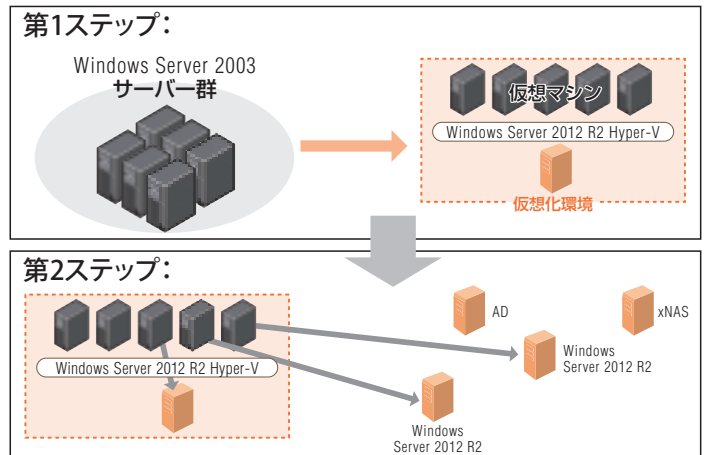 第1ステップ：
Windows Server 2003
サーバー群
仮想マシン
Windows Server 2012 R2 Hyper-V
仮想化環境
第2ステップ：
Windows Server 2012 R2 Hyper-V
AD
xNAS
Windows
Server 2012 R2
Windows
Server 2012 R2